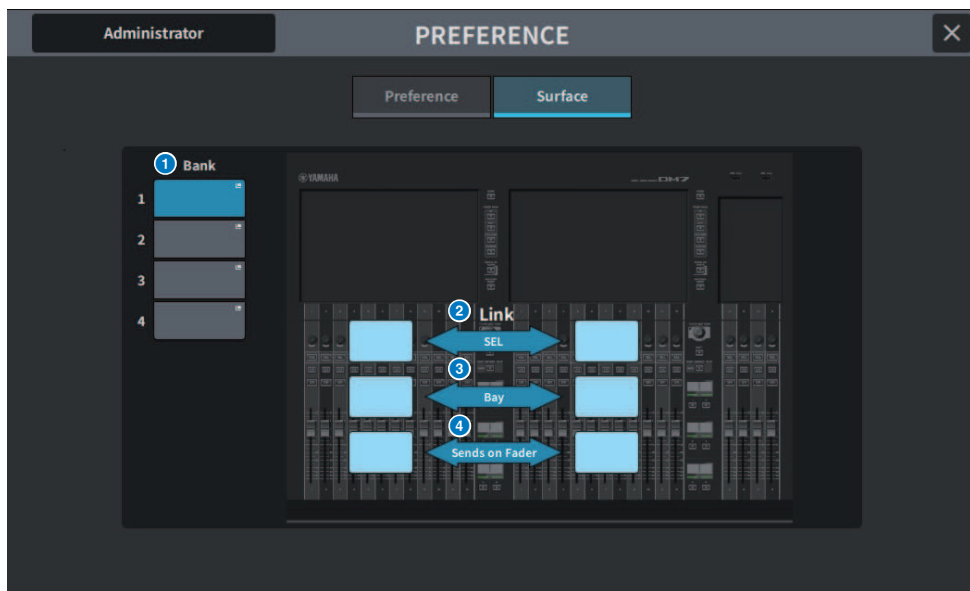 Administrator
PREFERENCE
Preference
Surface
1 Bank
YAMAHA
DM7
1
2
3
4
2 Link
SEL
3
Bay
4
Sends on Fader